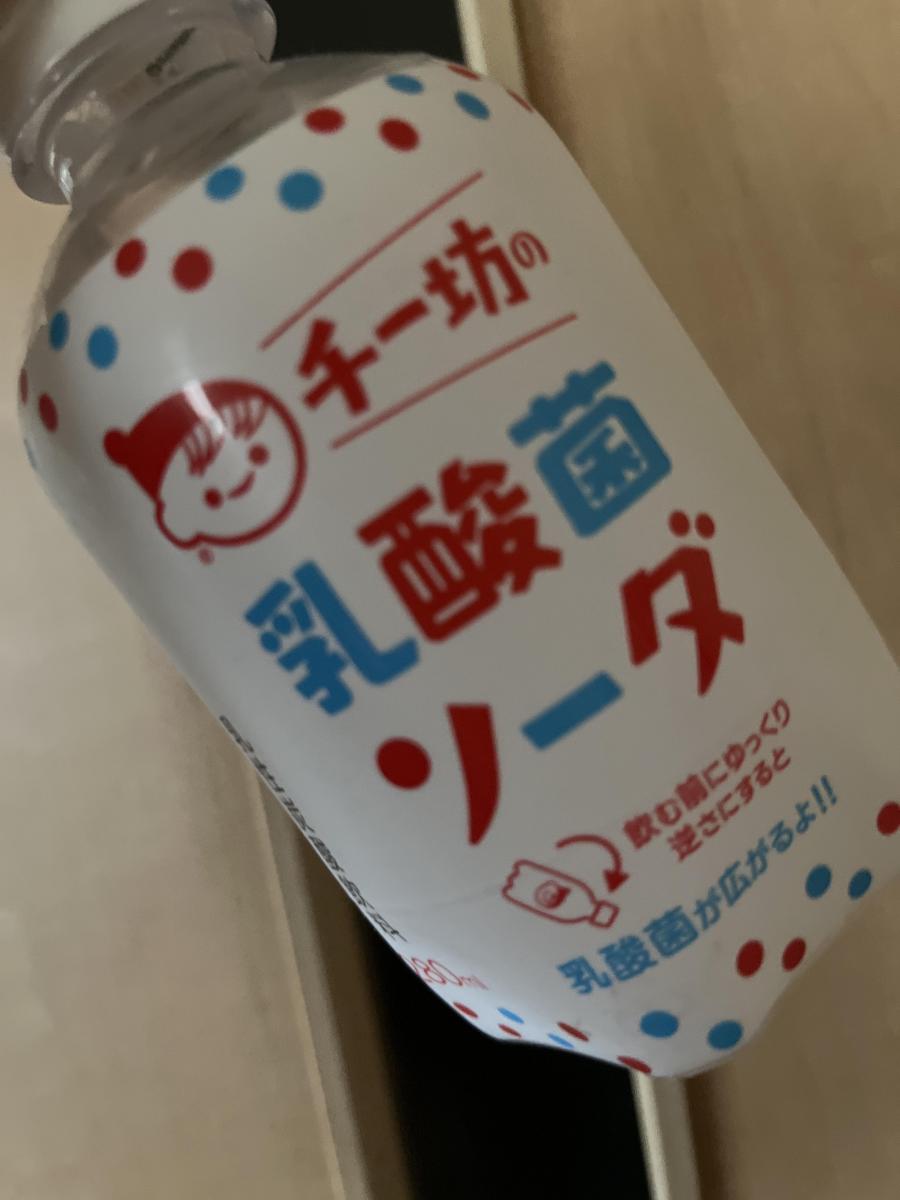 チー坊の
乳酸菌
ソーダ
飲む前にゆっくり
逆さにすると
乳酸菌が広がるよ!!
280ml